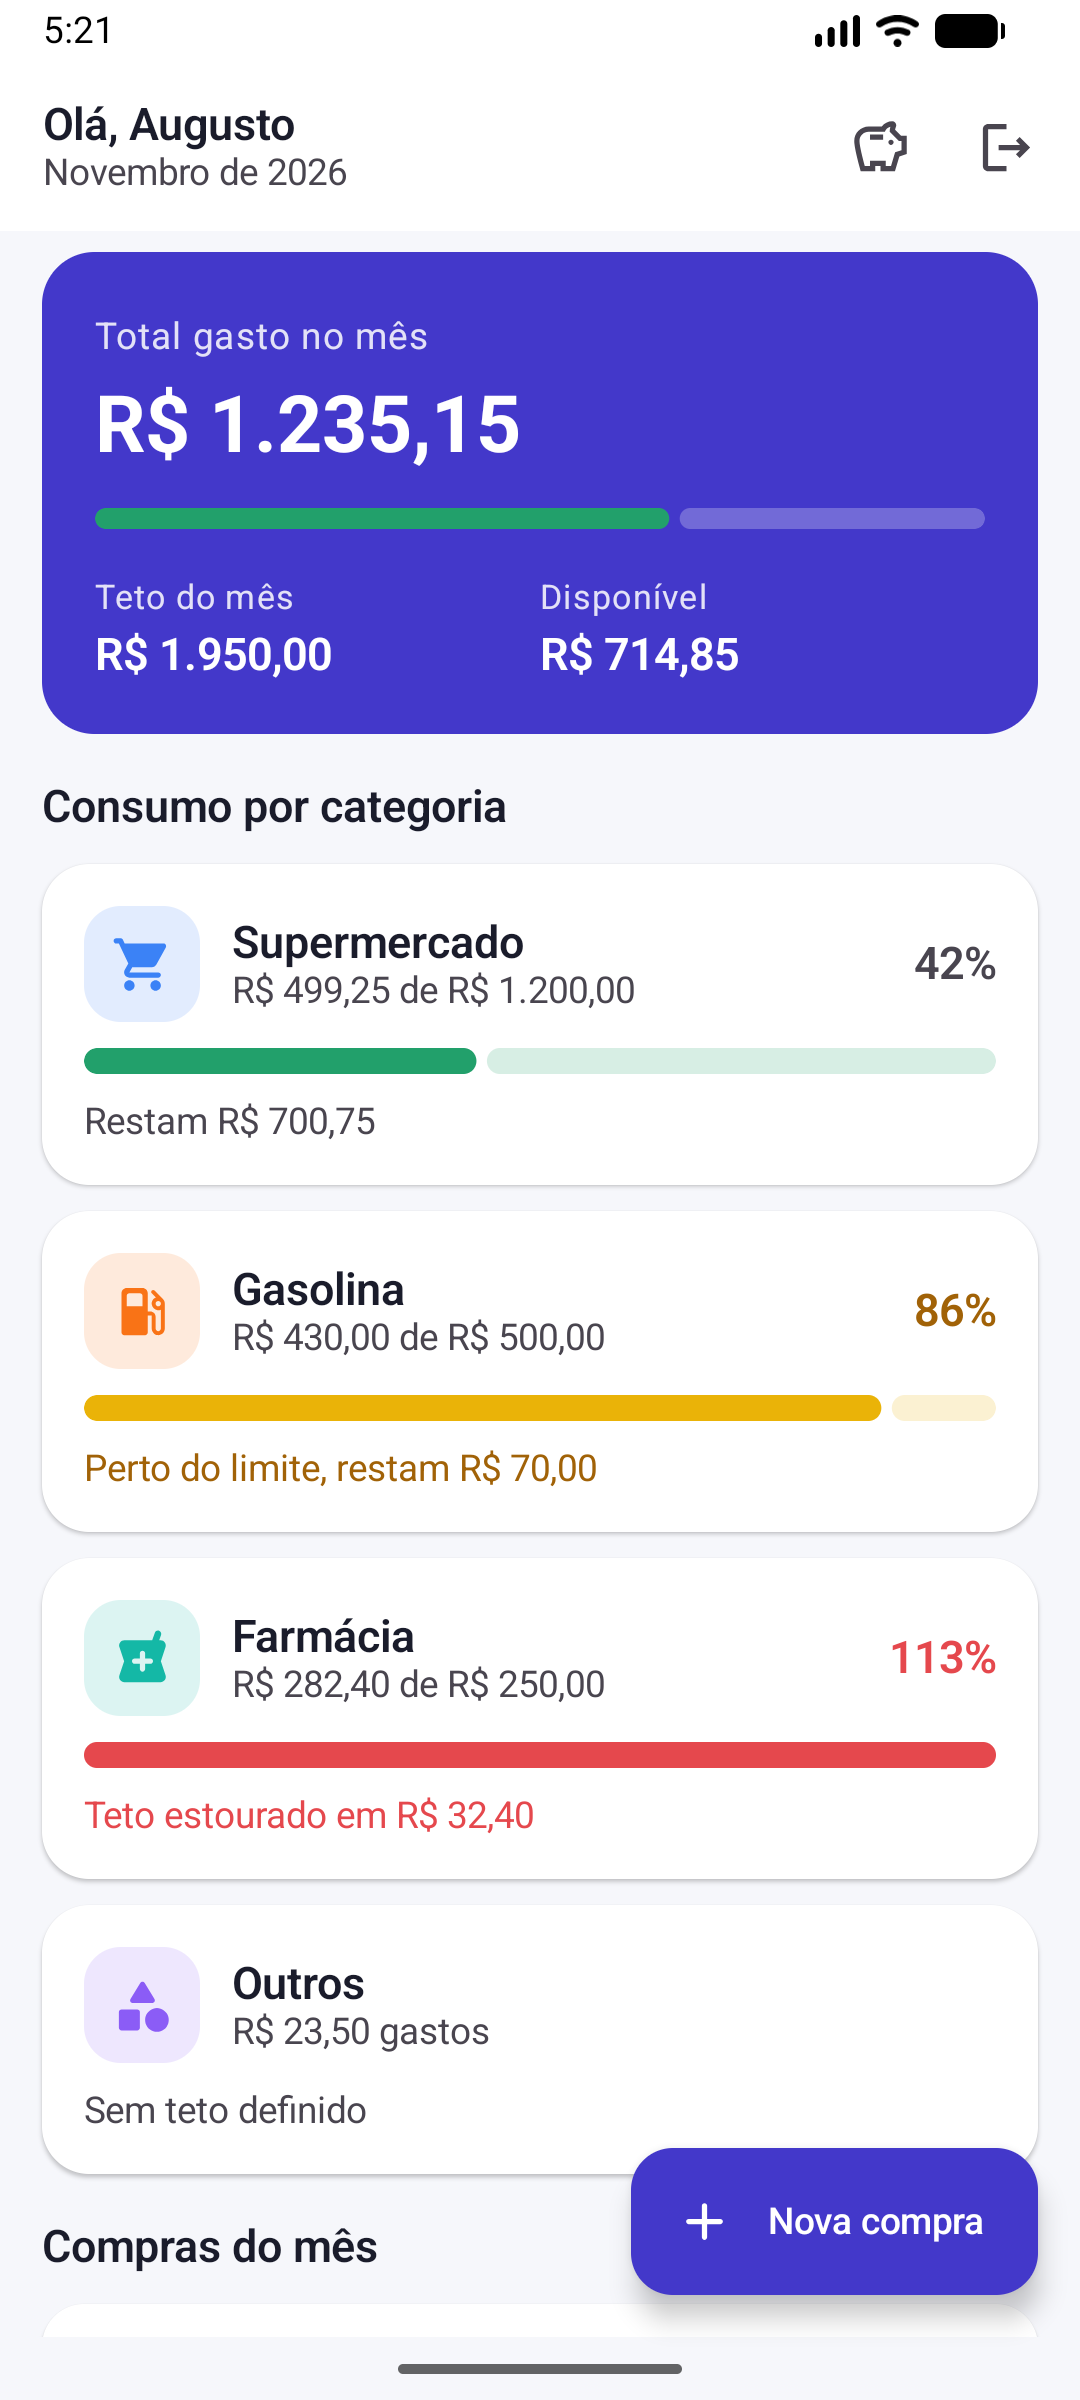 5:21
Olá, Augusto
Novembro de 2026
Total gasto no mês
R$ 1.235,15
Teto do mês
Disponível
R$ 1.950,00
R$ 714,85
Consumo por categoria
Supermercado
R$ 499,25 de R$ 1.200,00
42%
Restam R$ 700,75
Gasolina
R$ 430,00 de R$ 500,00
86%
Perto do limite, restam R$ 70,00
Farmácia
R$ 282,40 de R$ 250,00
113%
Teto estourado em R$ 32,40
Outros
R$ 23,50 gastos
Sem teto definido
Nova compra
Compras do mês